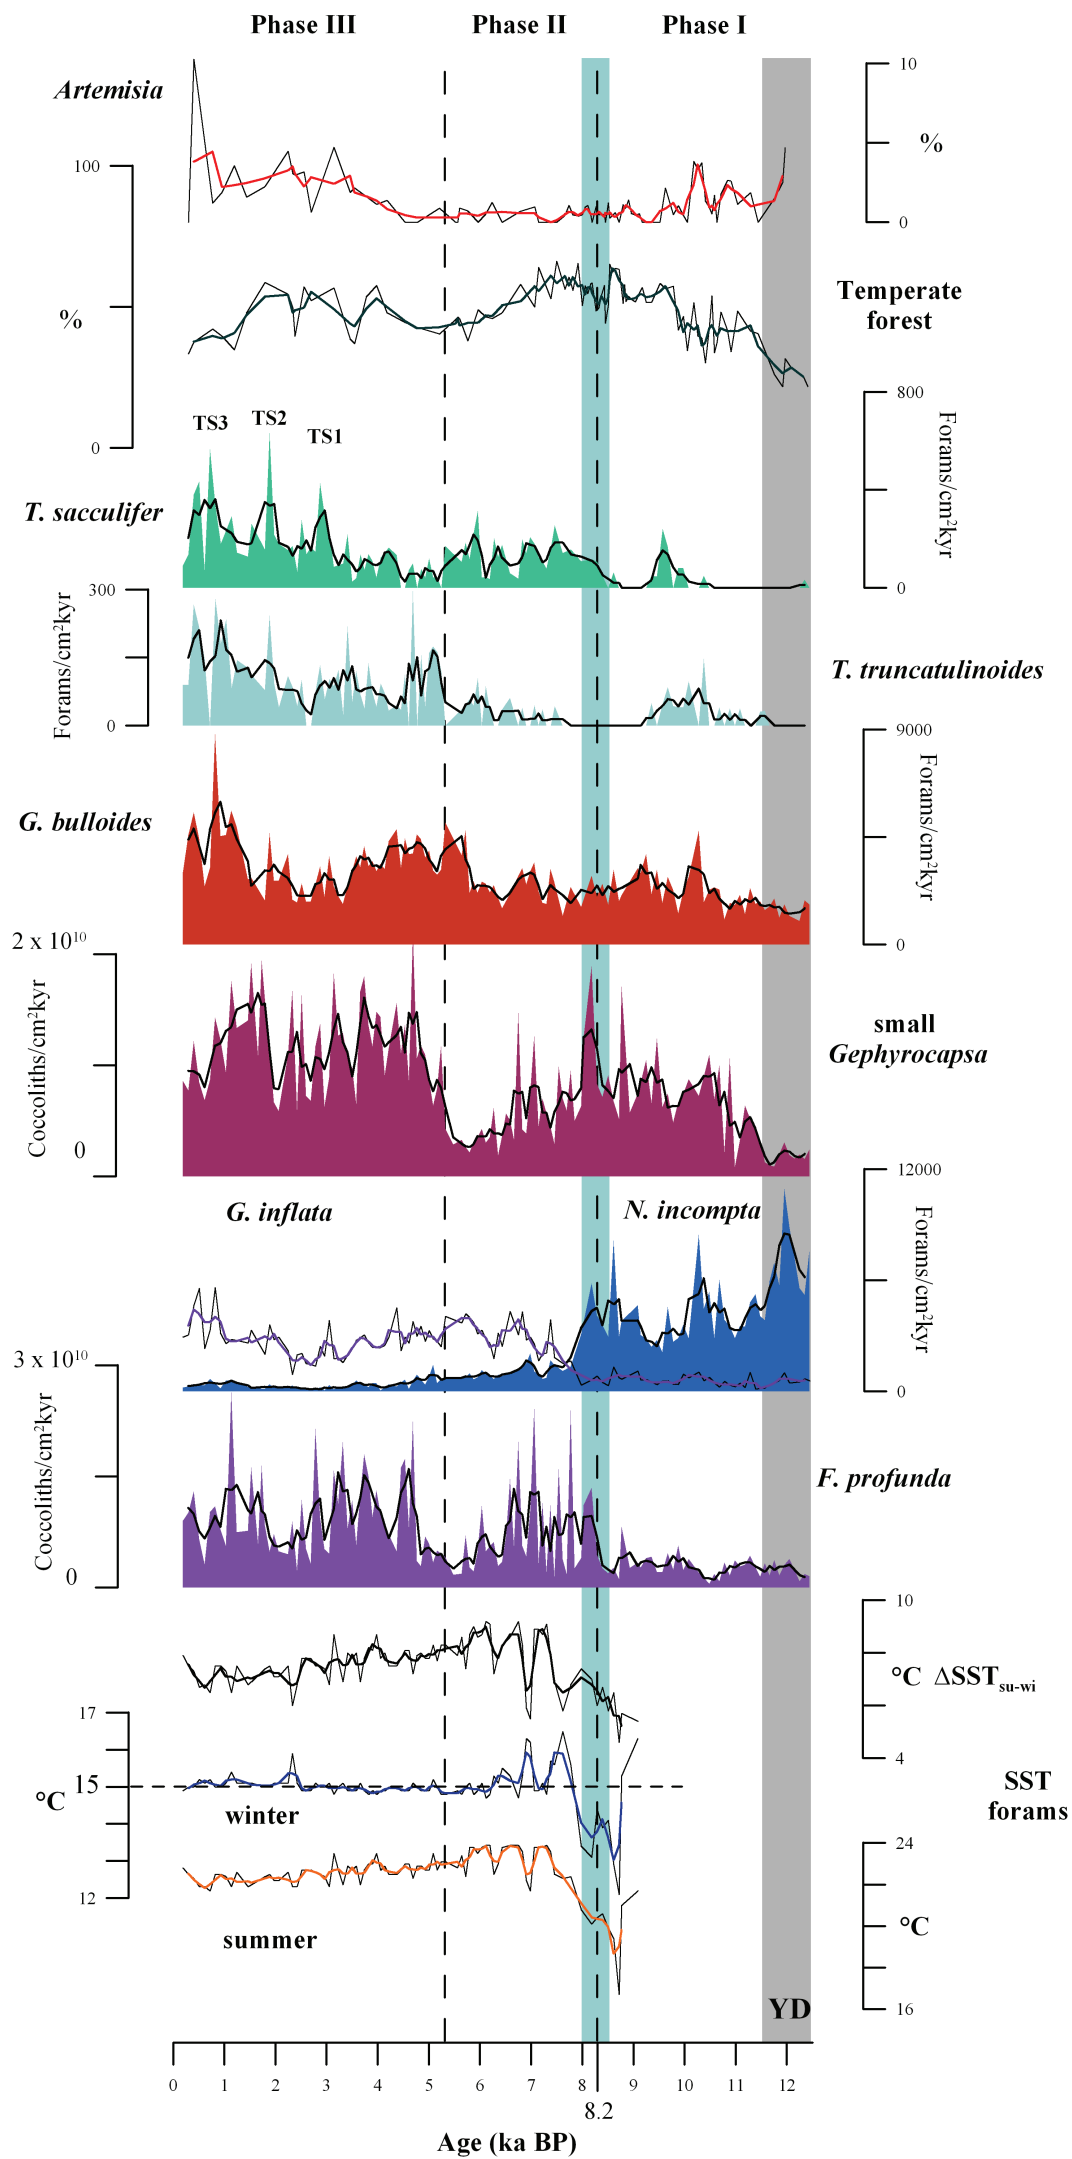 Phase III Phase II Phase I
10
Artemisia
%
100
0
Temperate
forest
%
800
TS3 TS2 TS1
0
Forams/cm²kyr
T. sacculifer
0
300
Forams/cm²kyr
T. truncatulinoides
0
9000
Forams/cm²kyr
G. bulloides
0
2 x 10¹⁰
Coccoliths/cm²kyr
small
Gephyrocapsa
0
12000
G. inflata N. incompta
Forams/cm²kyr
3 x 10¹⁰
0
Coccoliths/cm²kyr
F. profunda
0
10
°C ΔSSTsu-wi
17
4
15
°C
SST
forams
winter
24
12
°C
summer
16
YD
0 1 2 3 4 5 6 7 8 9 10 11 12
8.2
Age (ka BP)